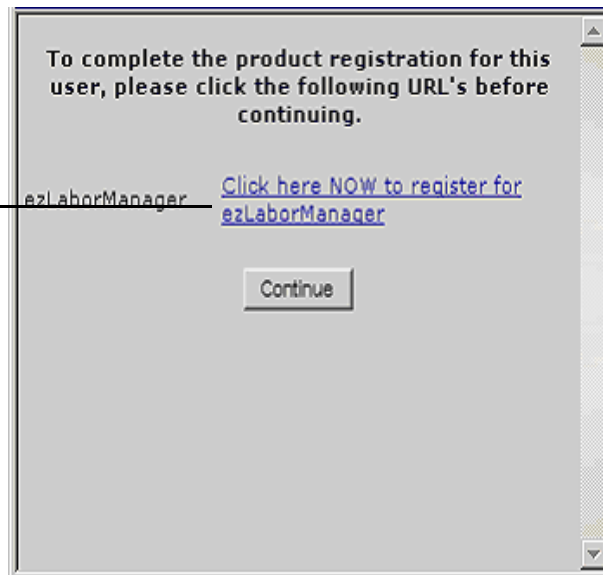 To complete the product registration for this
user, please click the following URL's before
continuing.
ezLaborManager
Click here NOW to register for
ezLaborManager
Continue